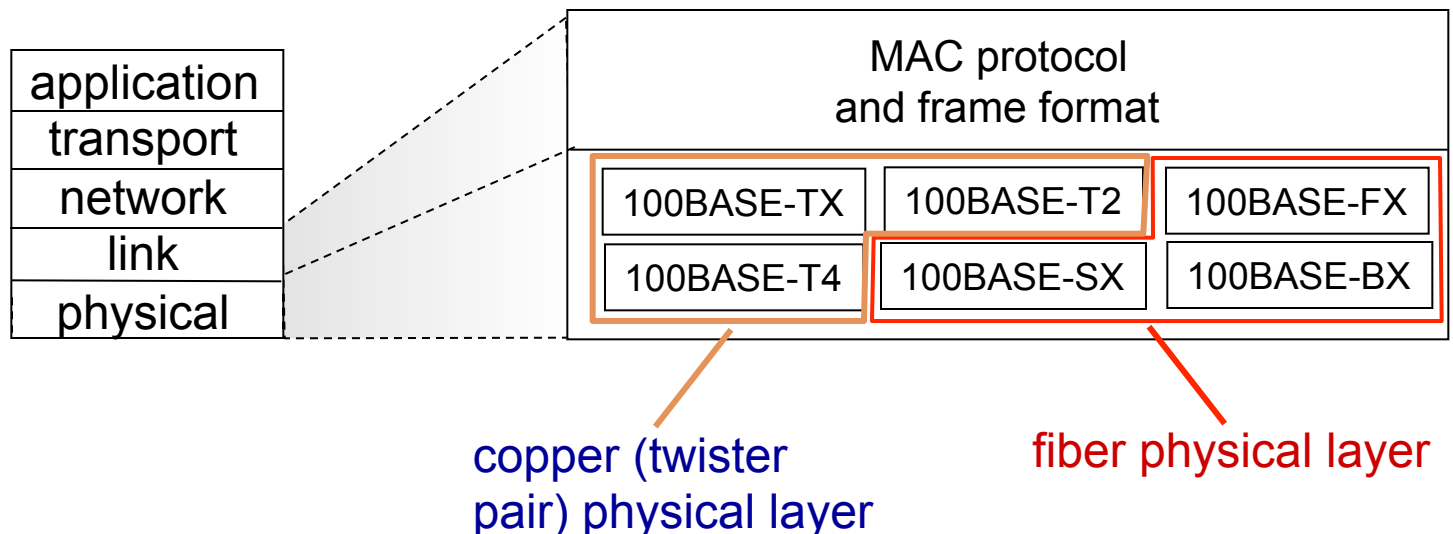 application
transport
network
link
physical
MAC protocol
and frame format
100BASE-TX
100BASE-T2
100BASE-FX
100BASE-T4
100BASE-SX
100BASE-BX
copper (twister
pair) physical layer
fiber physical layer